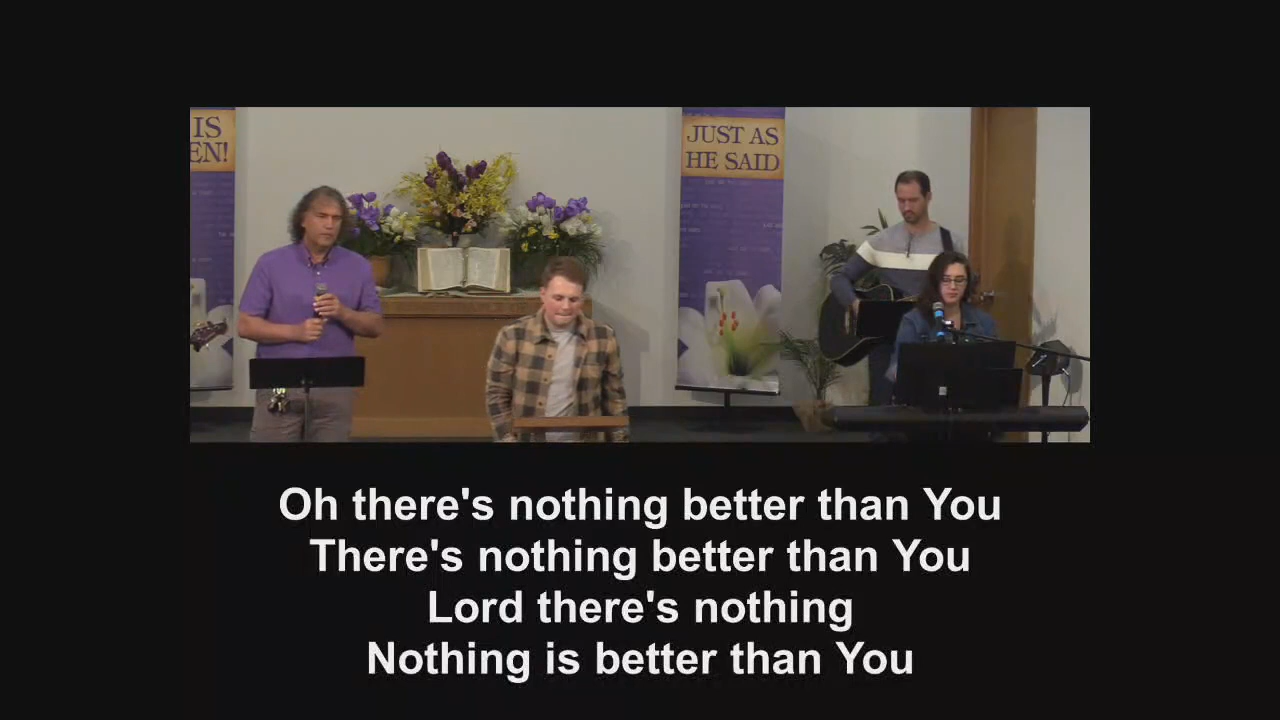 IS
EN!
JUST AS
HE SAID
Oh there's nothing better than You
There's nothing better than You
Lord there's nothing
Nothing is better than You